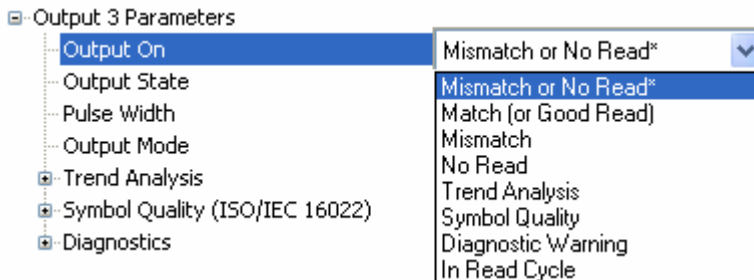 Output 3 Parameters
Output On
Mismatch or No Read*
Output State
Pulse Width
Output Mode
Trend Analysis
Symbol Quality (ISO/IEC 16022)
Diagnostics
Mismatch or No Read*
Match (or Good Read)
Mismatch
No Read
Trend Analysis
Symbol Quality
Diagnostic Warning
In Read Cycle